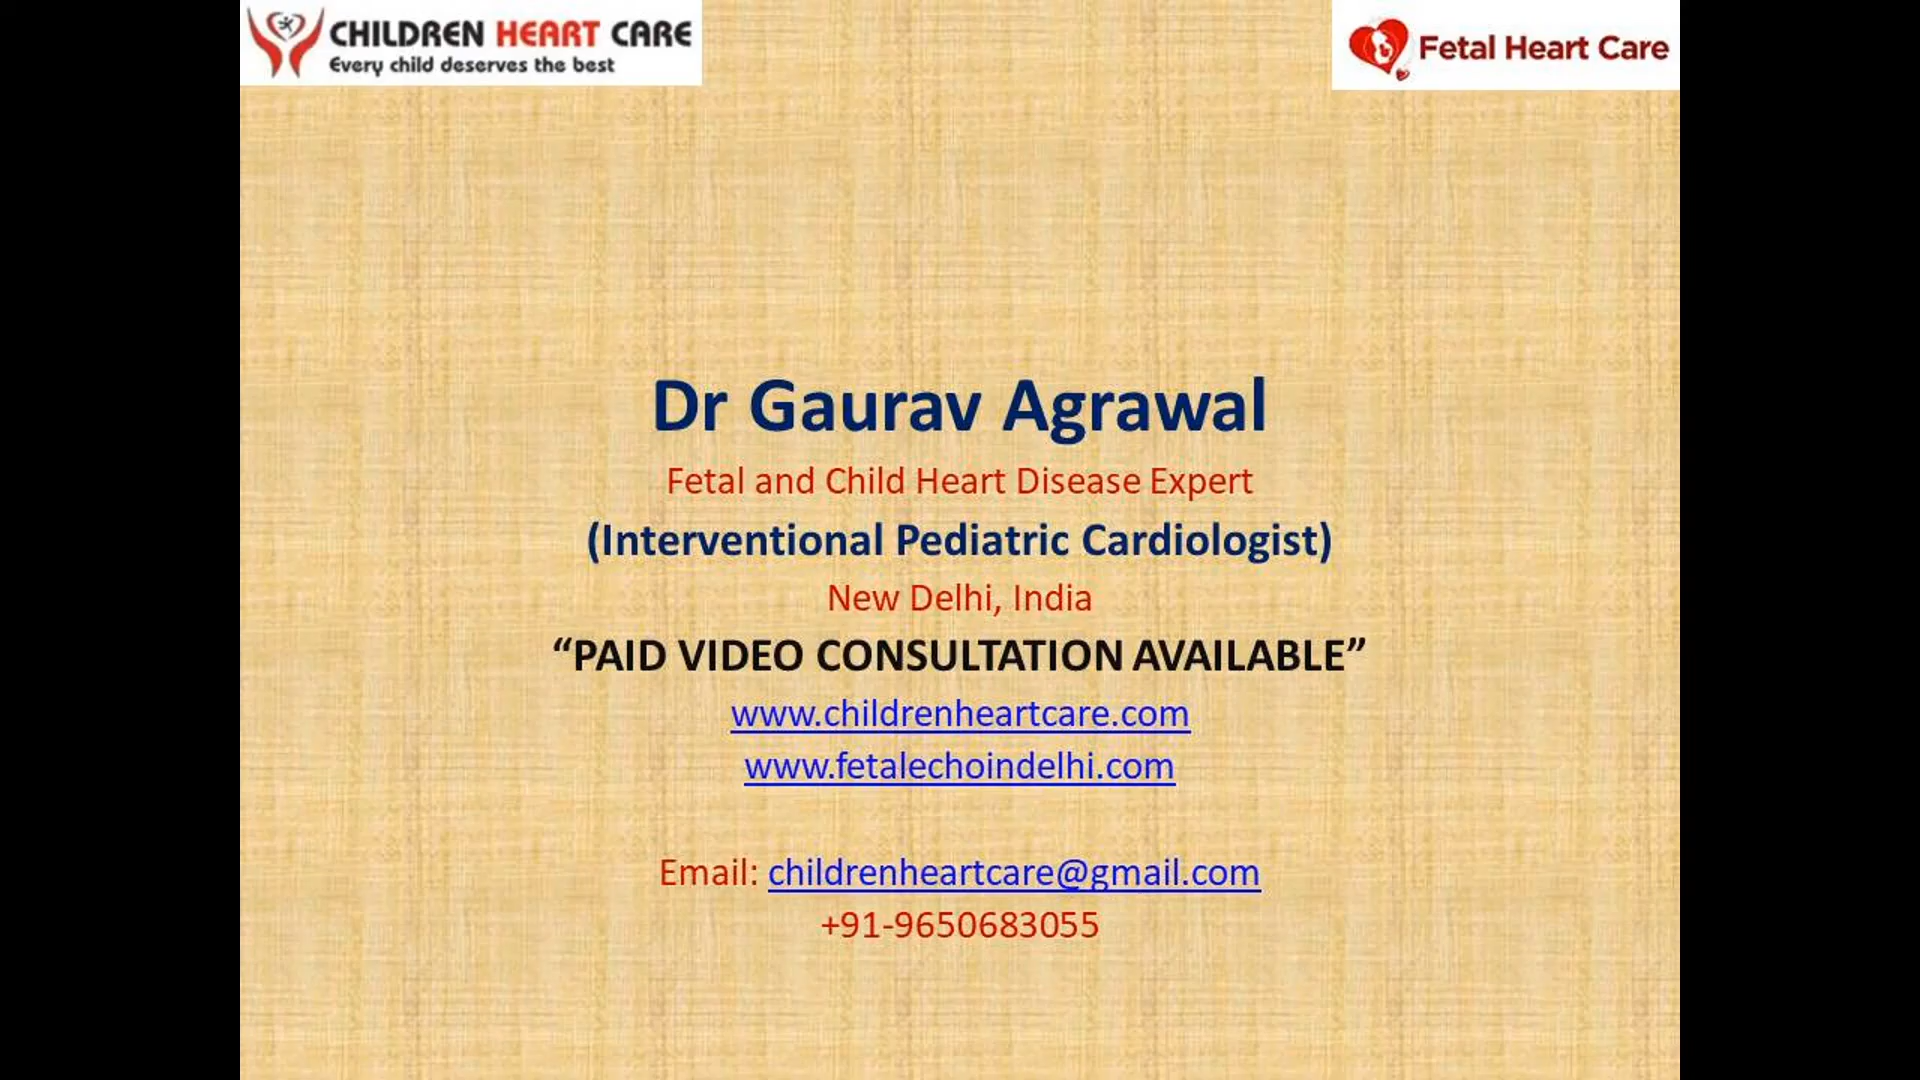 CHILDREN HEART CARE
Every child deserves the best
Fetal Heart Care
Dr Gaurav Agrawal
Fetal and Child Heart Disease Expert
(Interventional Pediatric Cardiologist)
New Delhi, India
“PAID VIDEO CONSULTATION AVAILABLE”
www.childrenheartcare.com
www.fetalechoindelhi.com
Email: childrenheartcare@gmail.com
+91-9650683055